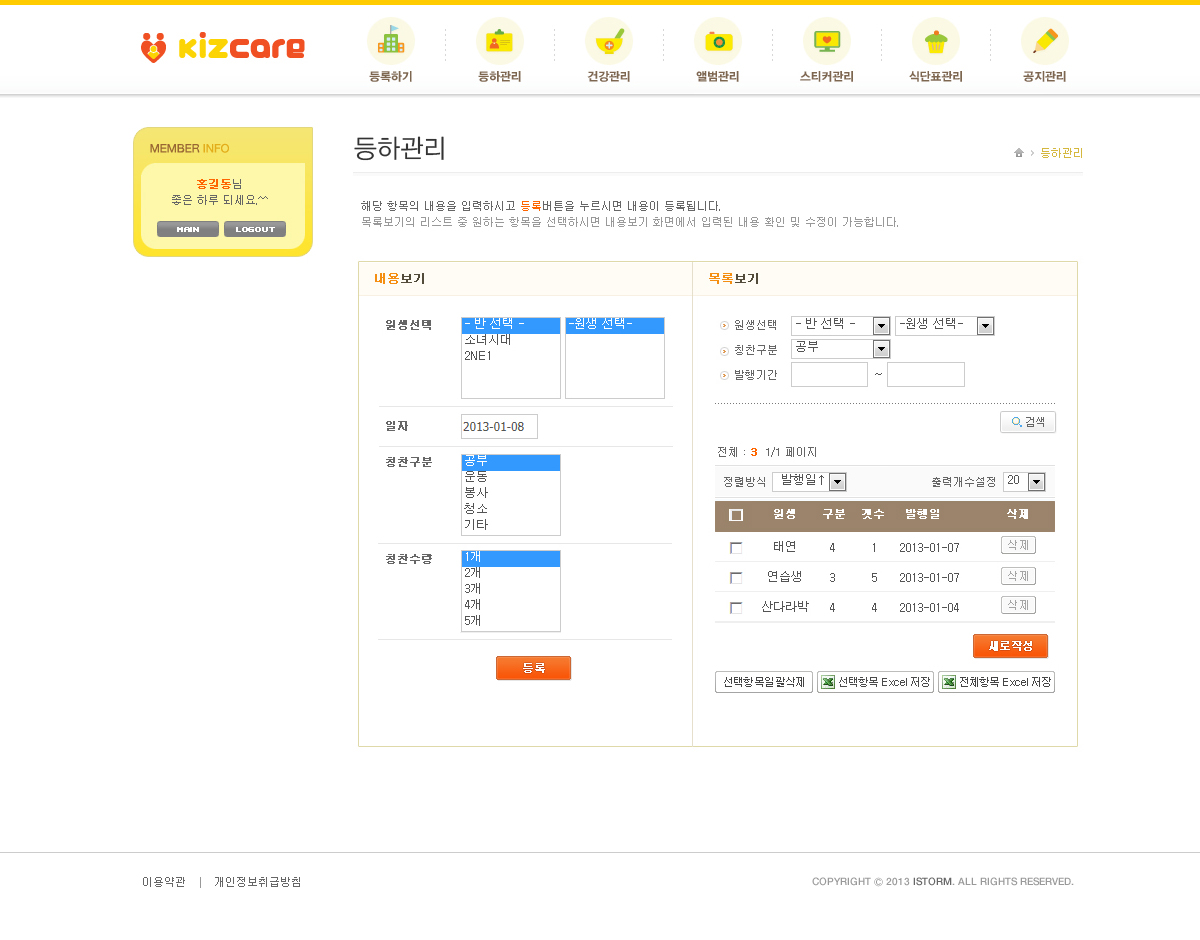 kizcare
등록하기 등하관리 건강관리 앨범관리 스티커관리 식단표관리 공지관리
MEMBER INFO
홍길동님
좋은 하루 되세요.^^
MAIN LOGOUT
등하관리
> 등하관리
해당 항목의 내용을 입력하시고 등록버튼을 누르시면 내용이 등록됩니다.
목록보기의 리스트 중 원하는 항목을 선택하시면 내용보기 화면에서 입력된 내용 확인 및 수정이 가능합니다.
내용보기
원생선택
- 반 선택 - -원생 선택-
소녀시대
2NE1
일자 2013-01-08
칭찬구분
공부
운동
봉사
청소
기타
칭찬수량
1개
2개
3개
4개
5개
등록
목록보기
원생선택 - 반 선택 - -원생 선택-
칭찬구분 공부
발행기간 ~
검색
전체 : 3 1/1 페이지
정렬방식 발행일↑ 출력개수설정 20
원생 구분 겟수 발행일 삭제
태연 4 1 2013-01-07 삭제
연습생 3 5 2013-01-07 삭제
산다라박 4 4 2013-01-04 삭제
새로작성
선택항목일괄삭제 선택항목 Excel 저장 전체항목 Excel 저장
이용약관 | 개인정보취급방침
COPYRIGHT © 2013 ISTORM. ALL RIGHTS RESERVED.